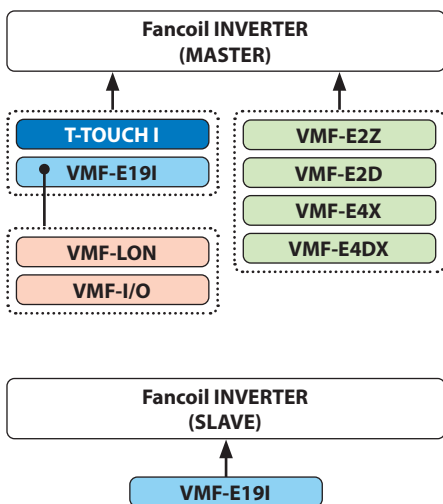 Fancoil INVERTER
(MASTER)
T-TOUCH I
VMF-E19I
VMF-LON
VMF-I/O
VMF-E2Z
VMF-E2D
VMF-E4X
VMF-E4DX
Fancoil INVERTER
(SLAVE)
VMF-E19I